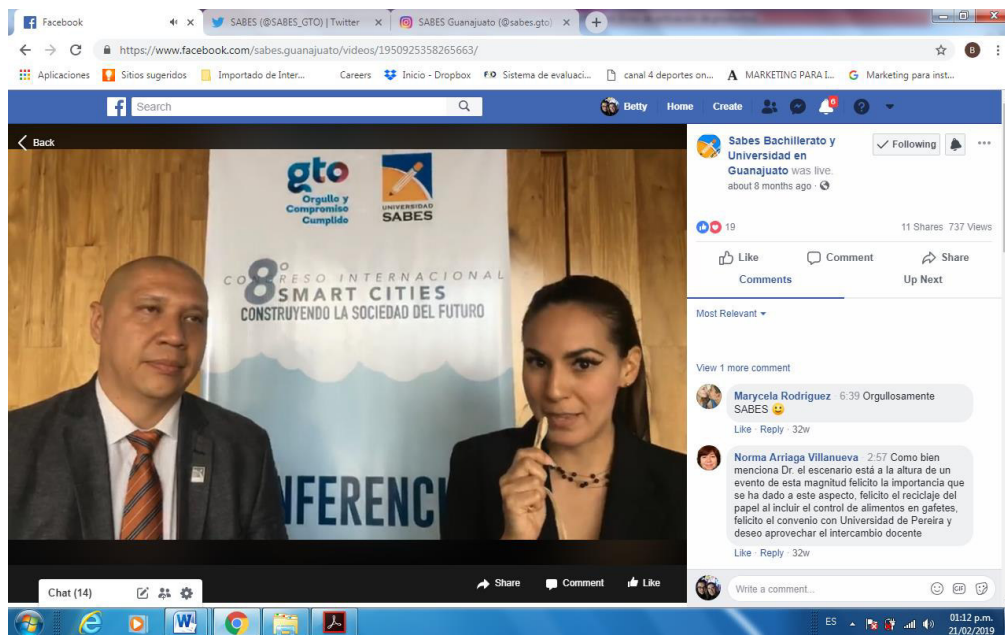 Facebook
SABES (@SABES_GTO) | Twitter
SABES Guanajuato (@sabes.gto)
https://www.facebook.com/sabes.guanajuato/videos/1950925358265663/
B
Aplicaciones
Sitios sugeridos
Importado de Inter...
Careers
Inicio - Dropbox
Sistema de evaluaci...
canal 4 deportes on...
A MARKETING PARA I...
G Marketing para inst...
f Search
Betty Home Create
6
Back
gto
Orgullo y
Compromiso
Cumplido
UNIVERSIDAD
SABES
8º
CONGRESO INTERNACIONAL
SMART CITIES
CONSTRUYENDO LA SOCIEDAD DEL FUTURO
NFERENCI
Share Comment Like
Chat (14)
Sabes Bachillerato y
Universidad en
Guanajuato was live.
about 8 months ago
Following
19
11 Shares 737 Views
Like Comment Share
Comments Up Next
Most Relevant
View 1 more comment
Marycela Rodriguez · 6:39 Orgullosamente
SABES 😀
Like · Reply · 32w
Norma Arriaga Villanueva · 2:57 Como bien
menciona Dr. el escenario está a la altura de un
evento de esta magnitud felicito la importancia que
se ha dado a este aspecto, felicito el reciclaje del
papel al incluir el control de alimentos en gafetes,
felicito el convenio con Universidad de Pereira y
deseo aprovechar el intercambio docente
Like · Reply · 32w
Write a comment...
GIF
ES
01:12 p.m.
21/02/2019